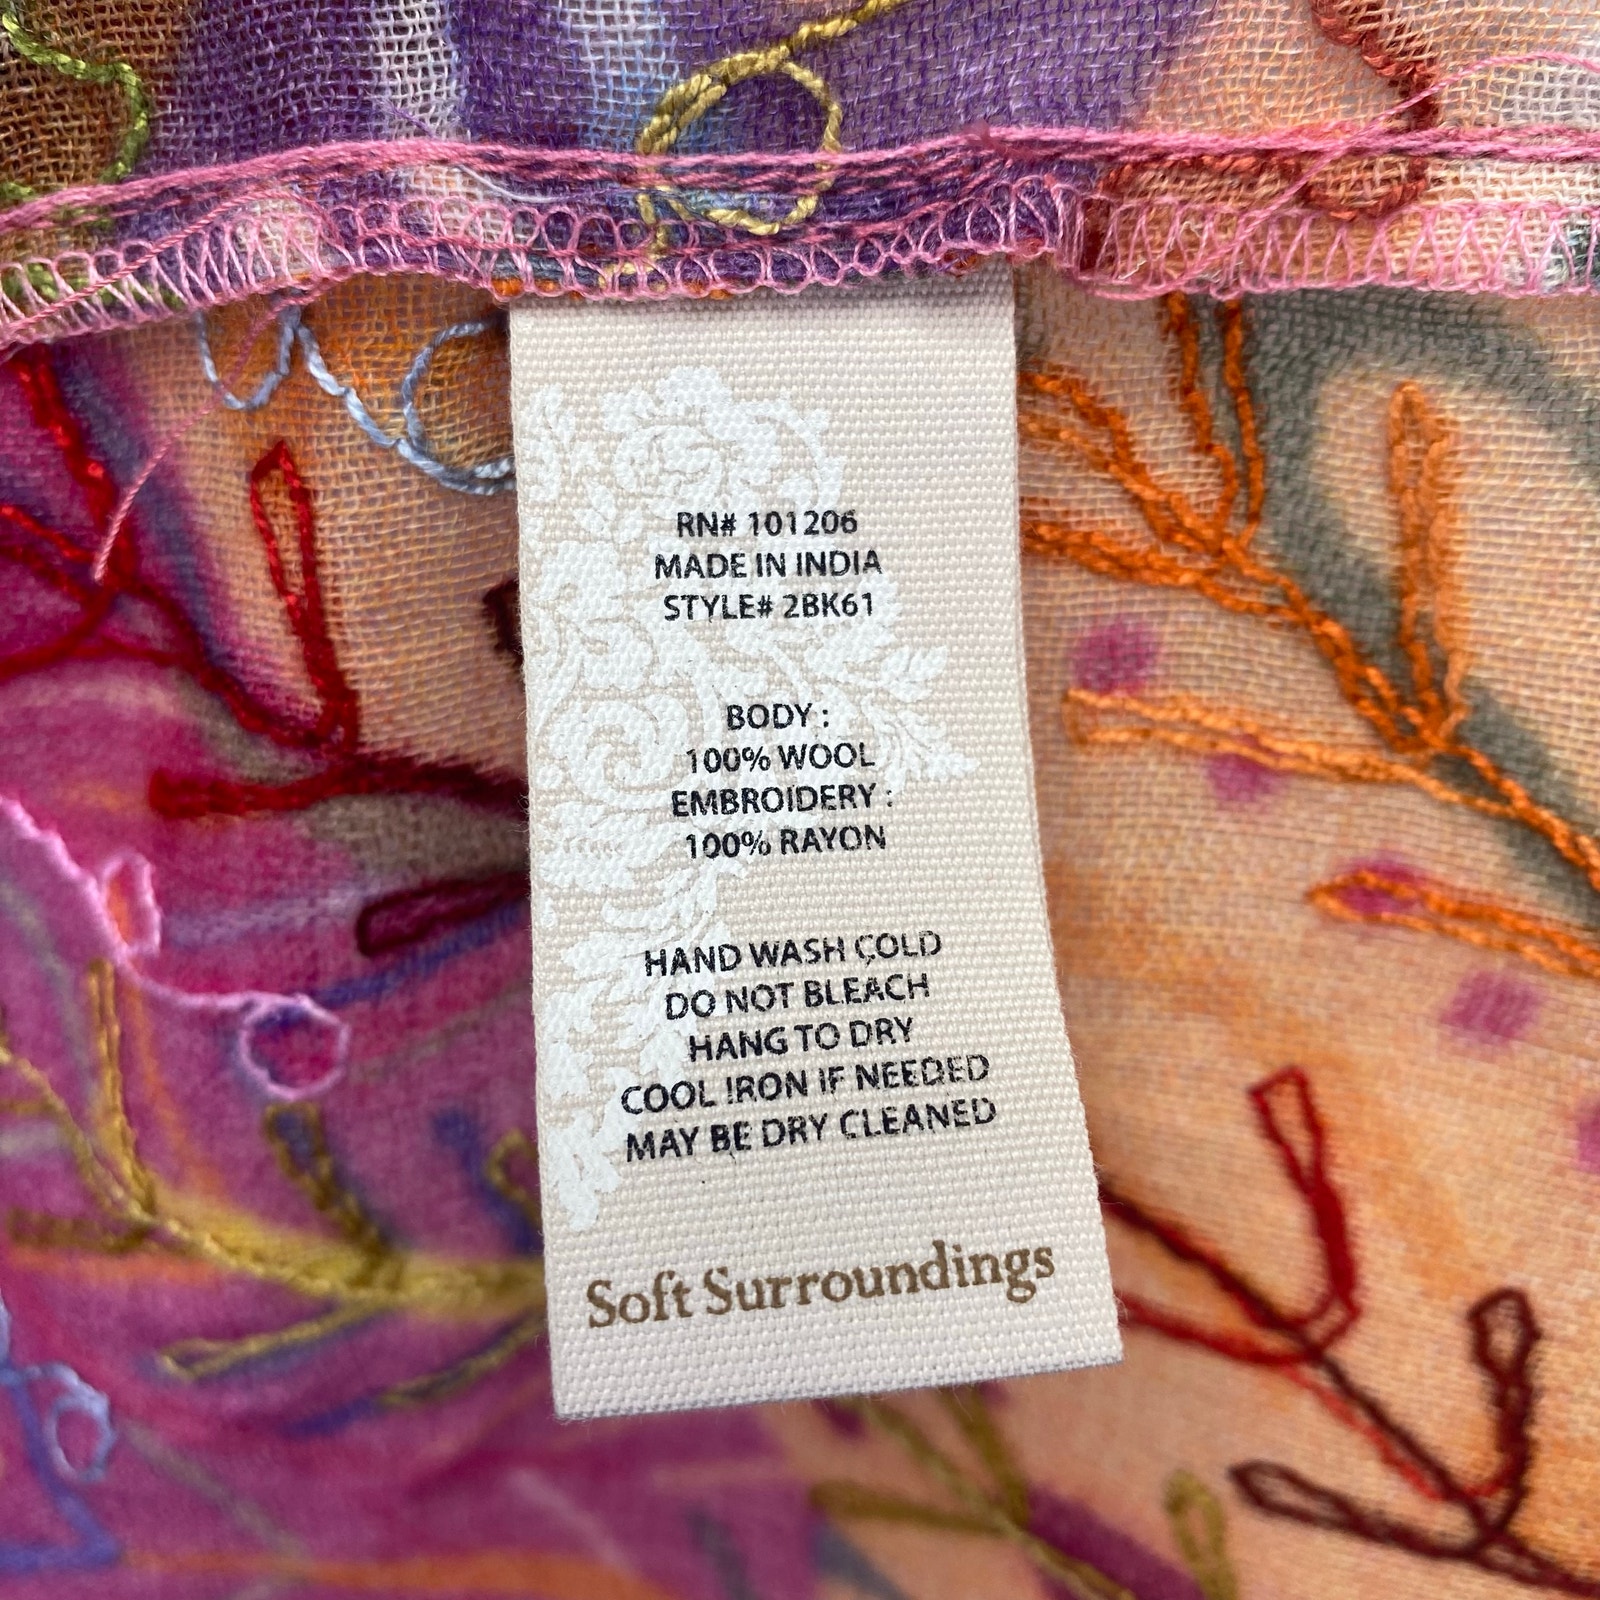 RN# 101206
MADE IN INDIA
STYLE# 2BK61
BODY :
100% WOOL
EMBROIDERY :
100% RAYON
HAND WASH COLD
DO NOT BLEACH
HANG TO DRY
COOL IRON IF NEEDED
MAY BE DRY CLEANED
Soft Surroundings